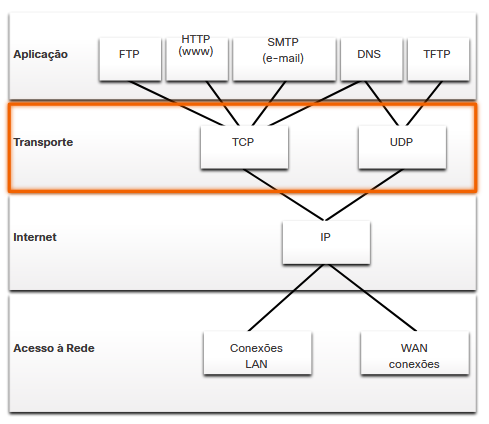 Aplicação
FTP
HTTP
(www)
SMTP
(e-mail)
DNS
TFTP
Transporte
TCP
UDP
Internet
IP
Acesso à Rede
Conexões
LAN
WAN
conexões